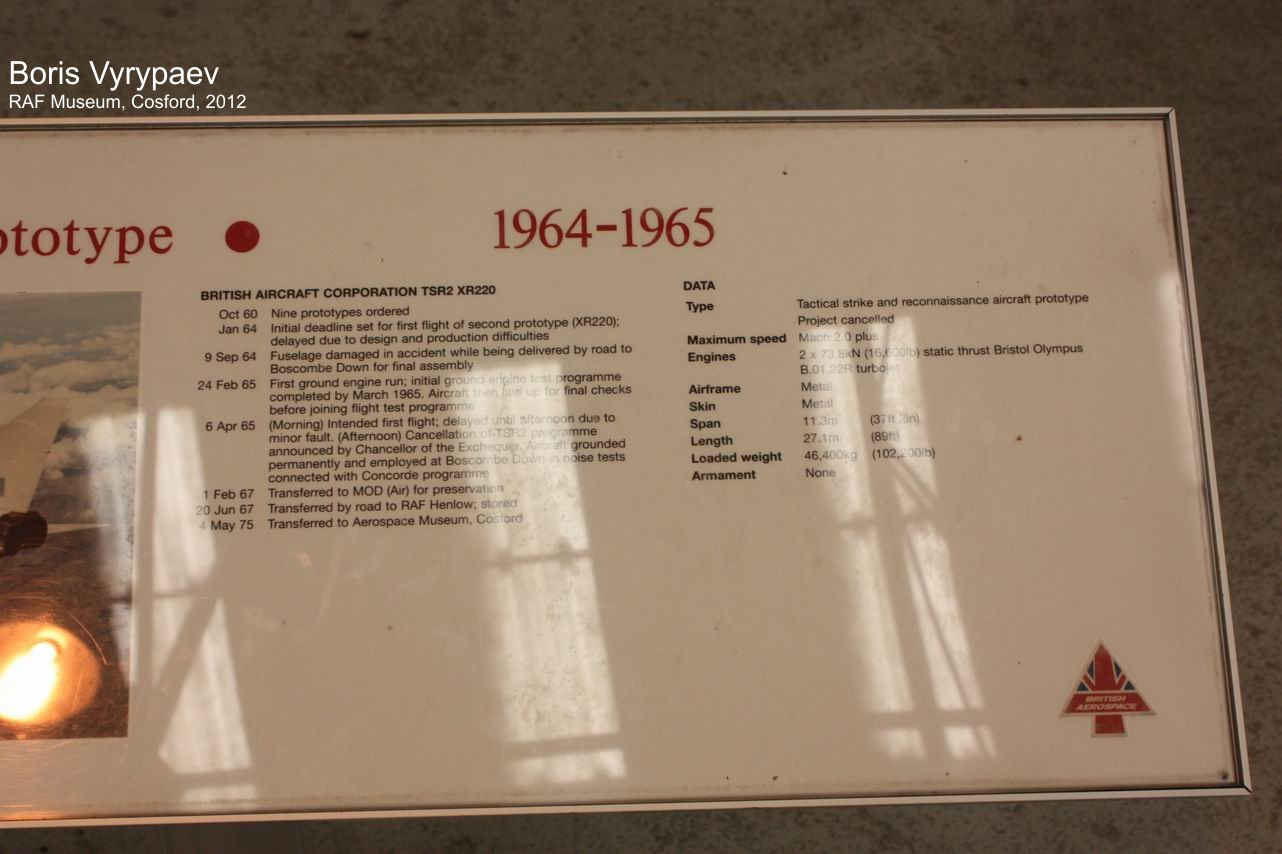 Boris Vyrypaev
RAF Museum, Cosford, 2012
ototype • 1964-1965
BRITISH AIRCRAFT CORPORATION TSR2 XR220
Oct 60 Nine prototypes ordered
Jan 64 Initial deadline set for first flight of second prototype (XR220);
delayed due to design and production difficulties
9 Sep 64 Fuselage damaged in accident while being delivered by road to
Boscombe Down for final assembly
24 Feb 65 First ground engine run; initial ground engine test programme
completed by March 1965. Aircraft then laid up for final checks
before joining flight test programme
6 Apr 65 (Morning) Intended first flight; delayed until afternoon due to
minor fault. (Afternoon) Cancellation of TSR2 programme
announced by Chancellor of the Exchequer. Aircraft grounded
permanently and employed at Boscombe Down in noise tests
connected with Concorde programme
1 Feb 67 Transferred to MOD (Air) for preservation
20 Jun 67 Transferred by road to RAF Henlow; stored
4 May 75 Transferred to Aerospace Museum, Cosford
DATA
Type Tactical strike and reconnaissance aircraft prototype
Project cancelled
Maximum speed Mach 2.0 plus
Engines 2 x 73.8kN (16,600lb) static thrust Bristol Olympus
B.01.22R turbojet
Airframe Metal
Skin Metal
Span 11.3m (37ft 3in)
Length 27.1m (89ft)
Loaded weight 46,400kg (102,200lb)
Armament None
BRITISH
AEROSPACE